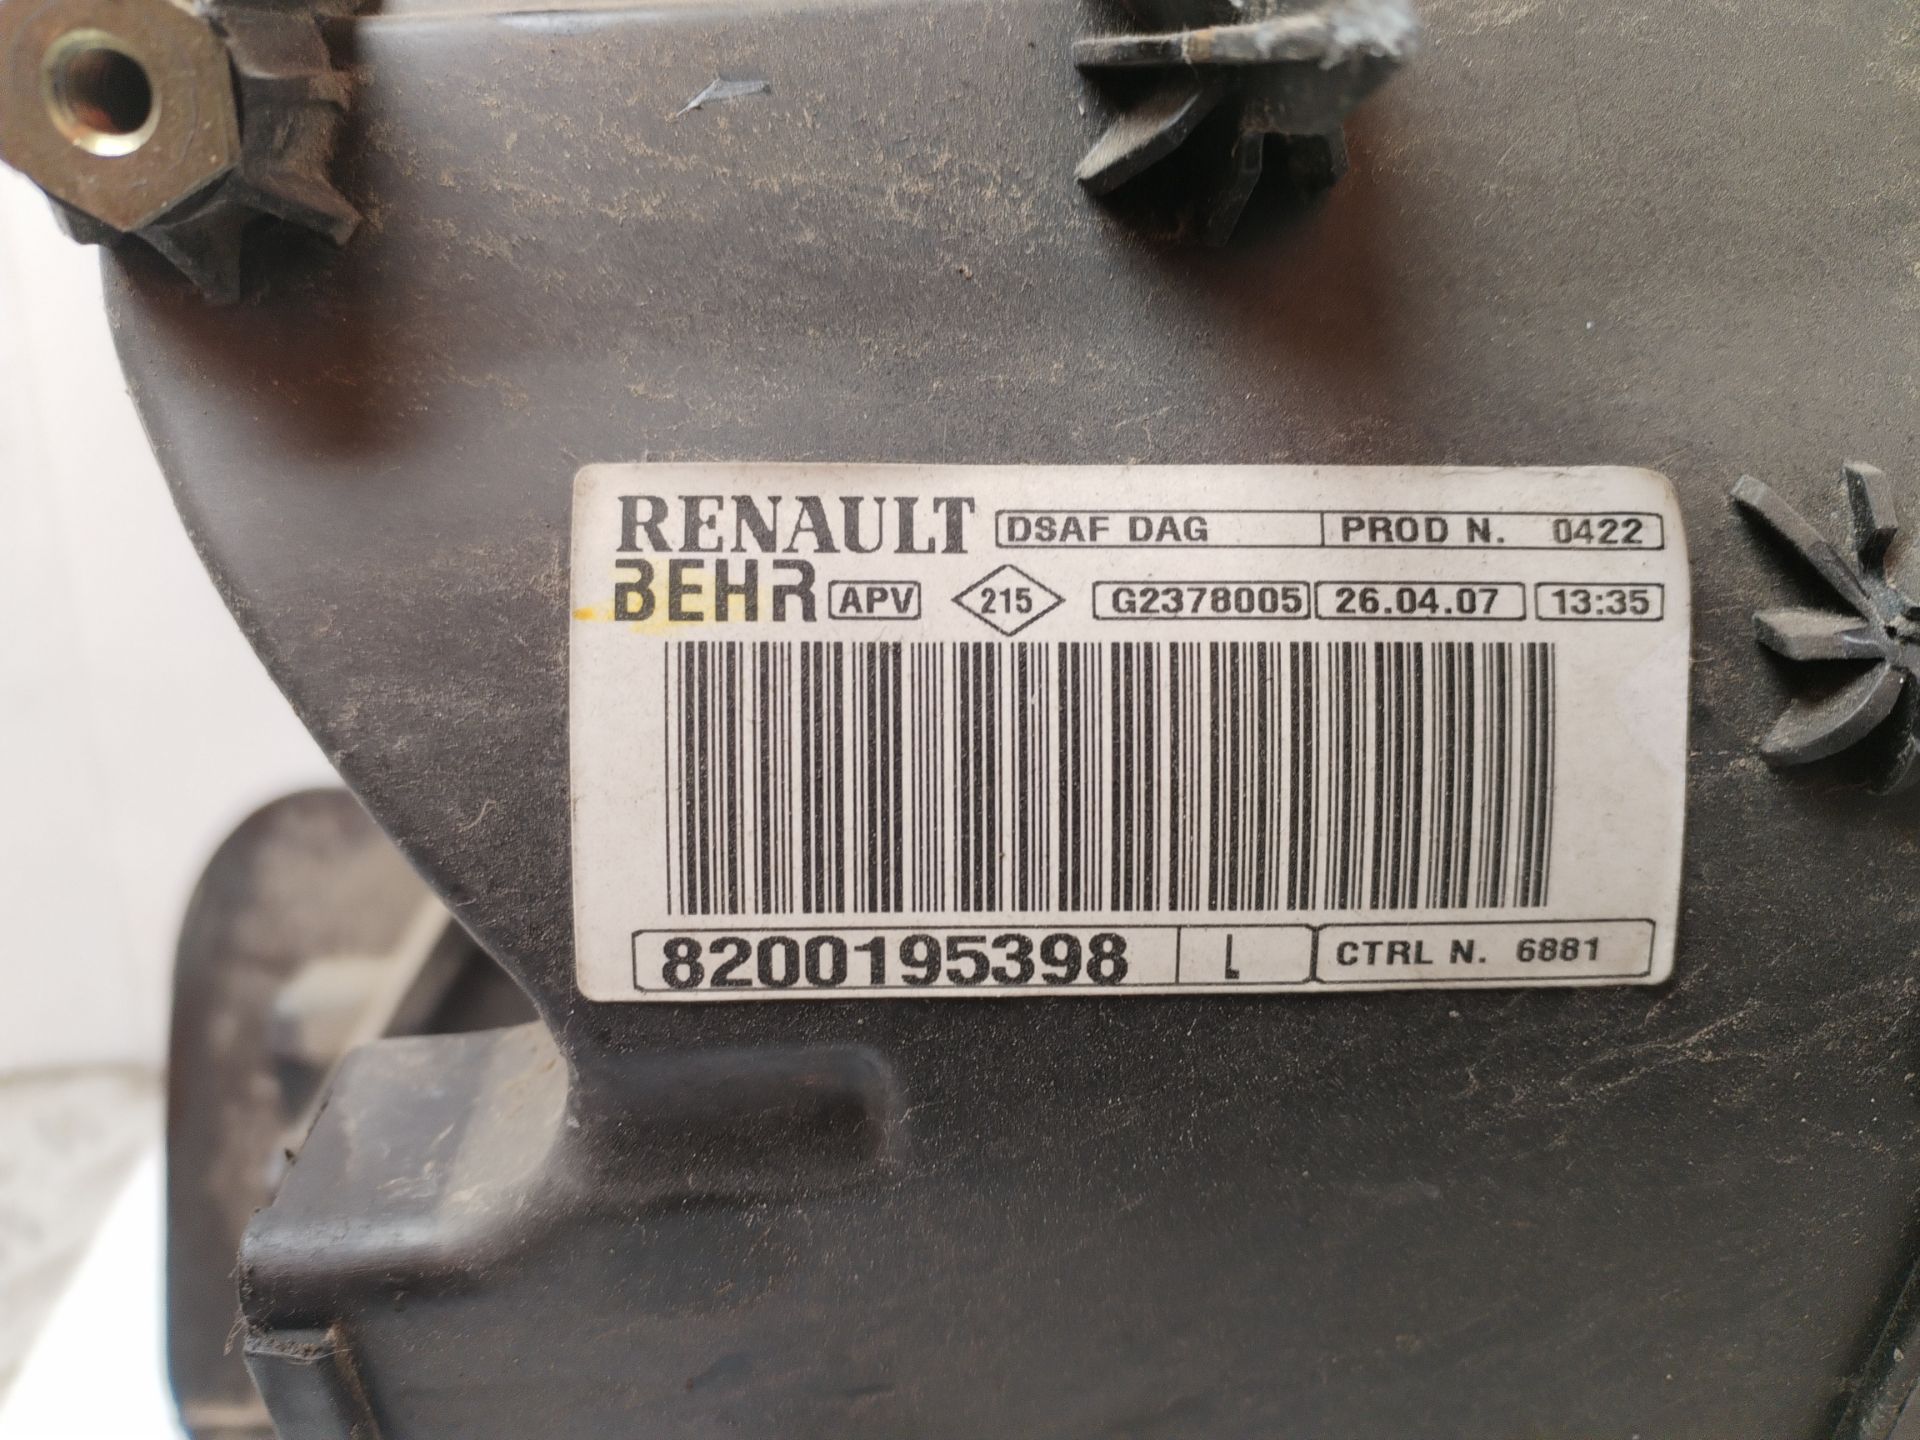 RENAULT DSAF DAG PROD N. 0422
BEHR APV 215 G2378005 26.04.07 13:35
8200195398 L CTRL N. 6881